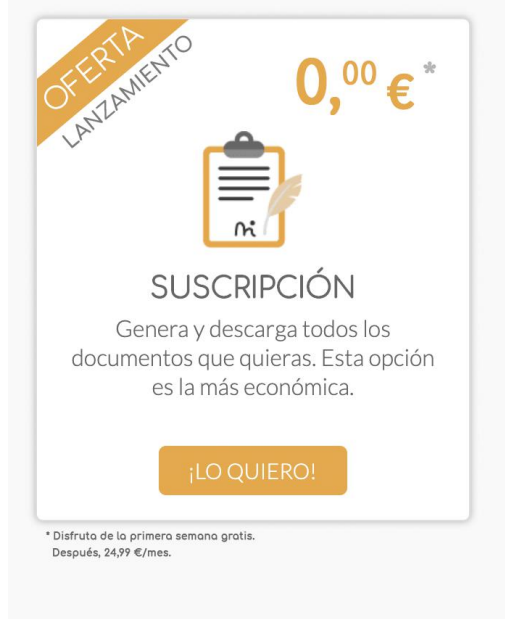 OFERTA
LANZAMIENTO
0,00 € *
SUSCRIPCIÓN
Genera y descarga todos los
documentos que quieras. Esta opción
es la más económica.
¡LO QUIERO!
* Disfruta de la primera semana gratis.
Después, 24,99 €/mes.